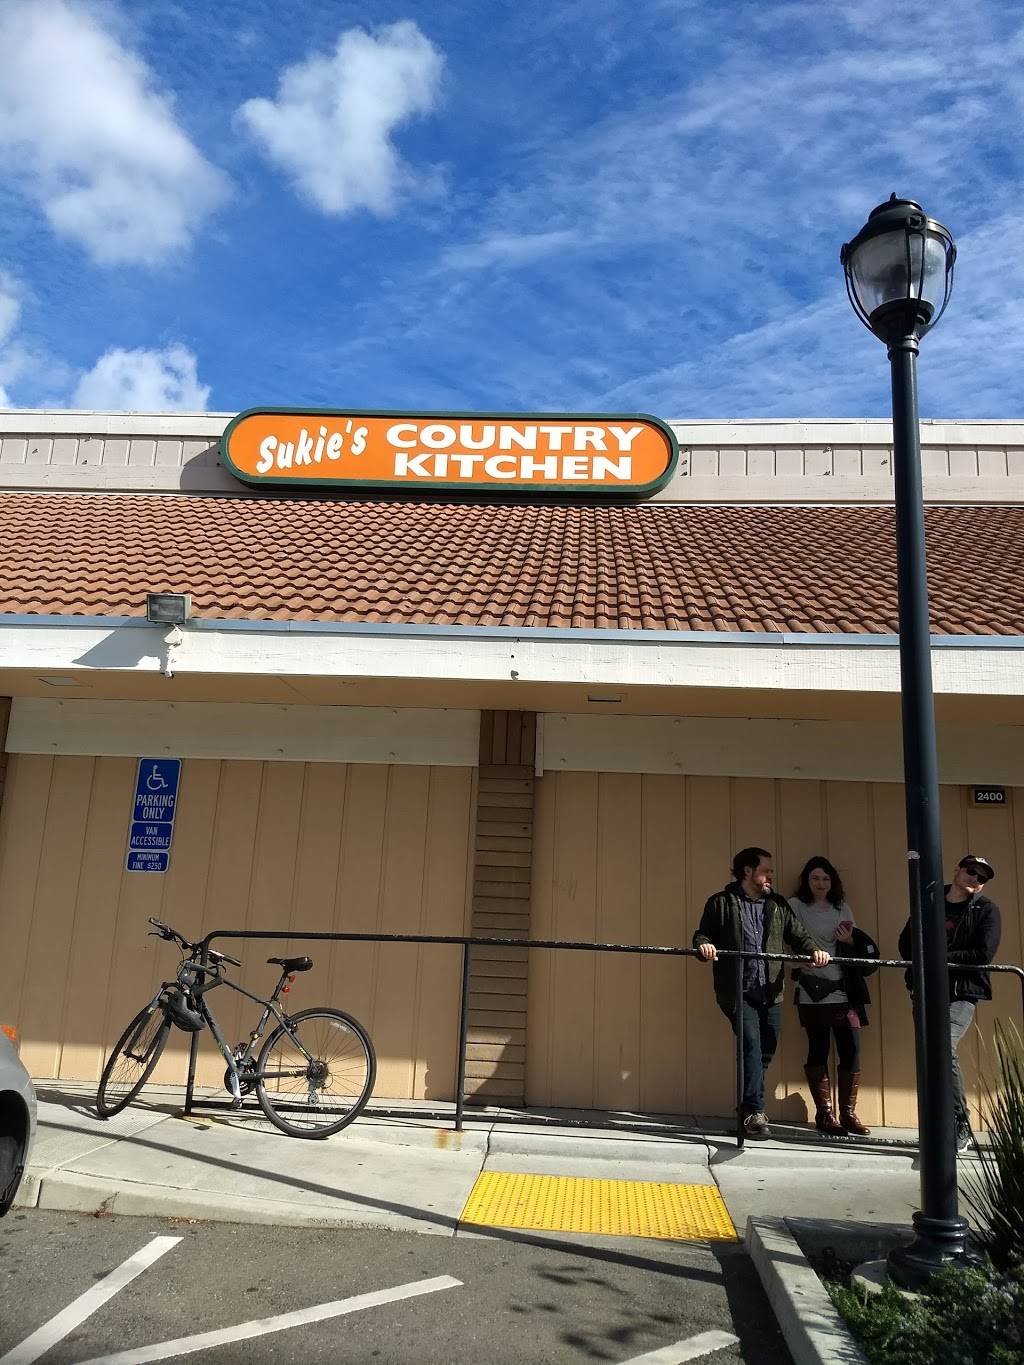 Sukie's COUNTRY
KITCHEN
PARKING
ONLY
VAN
ACCESSIBLE
MINIMUM
FINE $250
2400